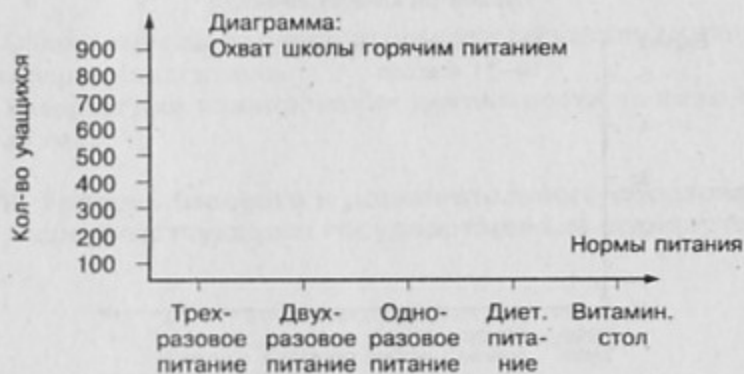 Диаграмма:
Охват школы горячим питанием
Кол-во учащихся
900
800
700
600
500
400
300
200
100
Нормы питания
Трех-
разовое
питание
Двух-
разовое
питание
Одно-
разовое
питание
Диет.
пита-
ние
Витамин.
стол